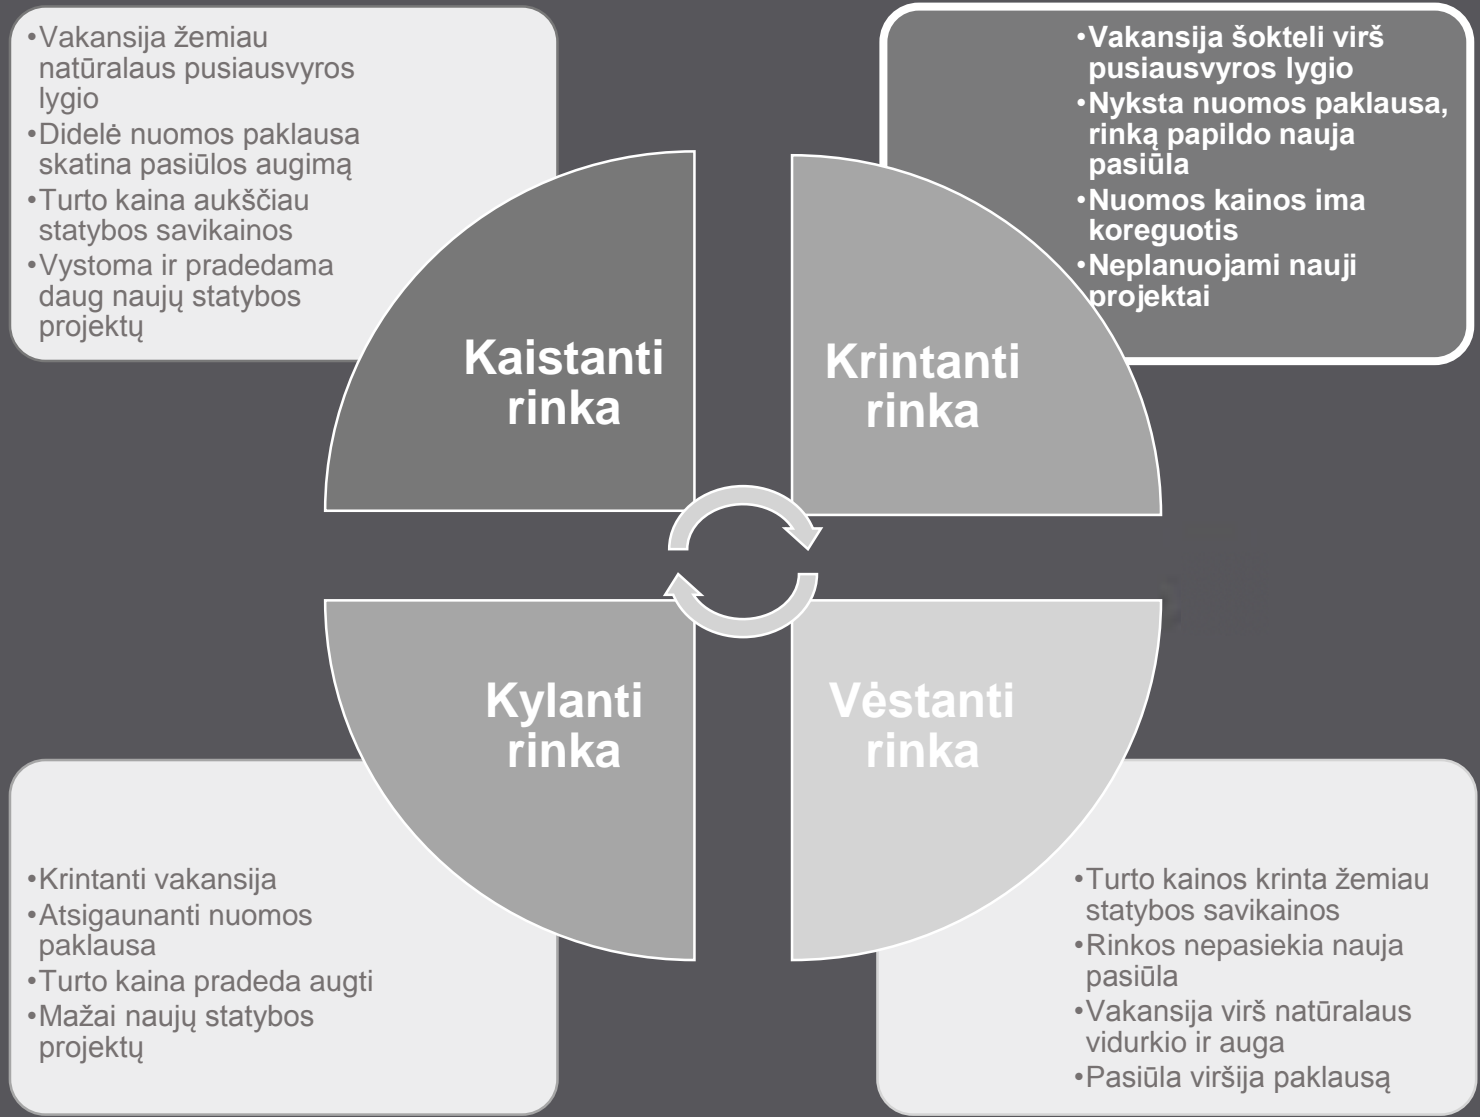 •Vakansija žemiau
natūralaus pusiausvyros
lygio
•Didelė nuomos paklausa
skatina pasiūlos augimą
•Turto kaina aukščiau
statybos savikainos
•Vystoma ir pradedama
daug naujų statybos
projektų
•Vakansija šokteli virš
pusiausvyros lygio
•Nyksta nuomos paklausa,
rinką papildo nauja
pasiūla
•Nuomos kainos ima
koreguotis
•Neplanuojami nauji
projektai
Kaistanti
rinka
Krintanti
rinka
Kylanti
rinka
Vėstanti
rinka
•Krintanti vakansija
•Atsigaunanti nuomos
paklausa
•Turto kaina pradeda augti
•Mažai naujų statybos
projektų
•Turto kainos krinta žemiau
statybos savikainos
•Rinkos nepasiekia nauja
pasiūla
•Vakansija virš natūralaus
vidurkio ir auga
•Pasiūla viršija paklausą